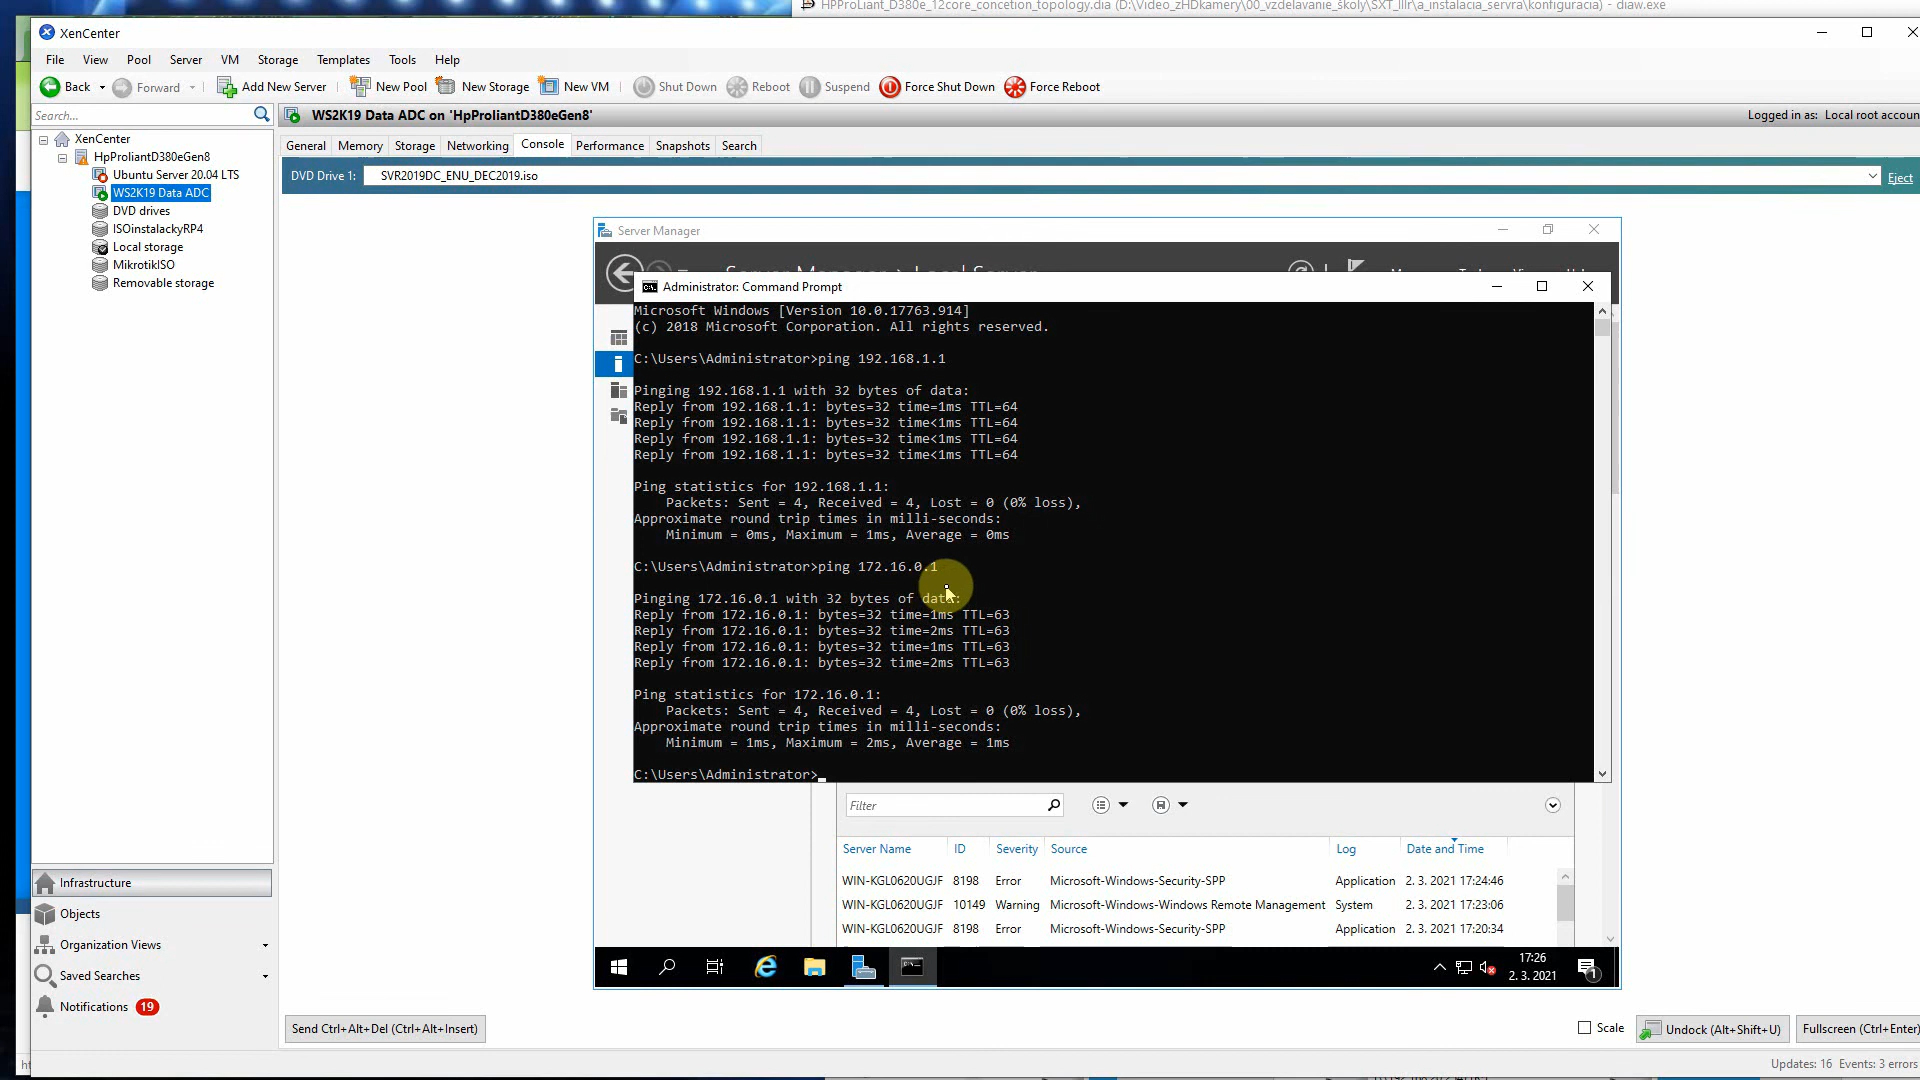 HPProLiant_D380e_12core_concetion_topology.dia (D:\Video_zHDkamery\00_vzdelavanie_školy\SXT_IIIr\a_instalacia_servra\konfiguracia) - diaw.exe
XenCenter
File View Pool Server VM Storage Templates Tools Help
Back Forward Add New Server New Pool New Storage New VM Shut Down Reboot Suspend Force Shut Down Force Reboot
Search...
WS2K19 Data ADC on 'HpProliantD380eGen8'
Logged in as: Local root accoun
XenCenter
HpProliantD380eGen8
Ubuntu Server 20.04 LTS
WS2K19 Data ADC
DVD drives
ISOinstalackyRP4
Local storage
MikrotikISO
Removable storage
General Memory Storage Networking Console Performance Snapshots Search
DVD Drive 1: SVR2019DC_ENU_DEC2019.iso Eject
Server Manager
Administrator: Command Prompt
Microsoft Windows [Version 10.0.17763.914]
(c) 2018 Microsoft Corporation. All rights reserved.
C:\Users\Administrator>ping 192.168.1.1
Pinging 192.168.1.1 with 32 bytes of data:
Reply from 192.168.1.1: bytes=32 time=1ms TTL=64
Reply from 192.168.1.1: bytes=32 time<1ms TTL=64
Reply from 192.168.1.1: bytes=32 time<1ms TTL=64
Reply from 192.168.1.1: bytes=32 time<1ms TTL=64
Ping statistics for 192.168.1.1:
Packets: Sent = 4, Received = 4, Lost = 0 (0% loss),
Approximate round trip times in milli-seconds:
Minimum = 0ms, Maximum = 1ms, Average = 0ms
C:\Users\Administrator>ping 172.16.0.1
Pinging 172.16.0.1 with 32 bytes of data:
Reply from 172.16.0.1: bytes=32 time=1ms TTL=63
Reply from 172.16.0.1: bytes=32 time=2ms TTL=63
Reply from 172.16.0.1: bytes=32 time=1ms TTL=63
Reply from 172.16.0.1: bytes=32 time=2ms TTL=63
Ping statistics for 172.16.0.1:
Packets: Sent = 4, Received = 4, Lost = 0 (0% loss),
Approximate round trip times in milli-seconds:
Minimum = 1ms, Maximum = 2ms, Average = 1ms
C:\Users\Administrator>
Filter
Server Name ID Severity Source Log Date and Time
WIN-KGL0620UGJF 8198 Error Microsoft-Windows-Security-SPP Application 2. 3. 2021 17:24:46
WIN-KGL0620UGJF 10149 Warning Microsoft-Windows-Windows Remote Management System 2. 3. 2021 17:23:06
WIN-KGL0620UGJF 8198 Error Microsoft-Windows-Security-SPP Application 2. 3. 2021 17:20:34
17:26
2. 3. 2021
1
Infrastructure
Objects
Organization Views
Saved Searches
Notifications 19
Send Ctrl+Alt+Del (Ctrl+Alt+Insert)
Scale Undock (Alt+Shift+U) Fullscreen (Ctrl+Enter)
Updates: 16 Events: 3 errors